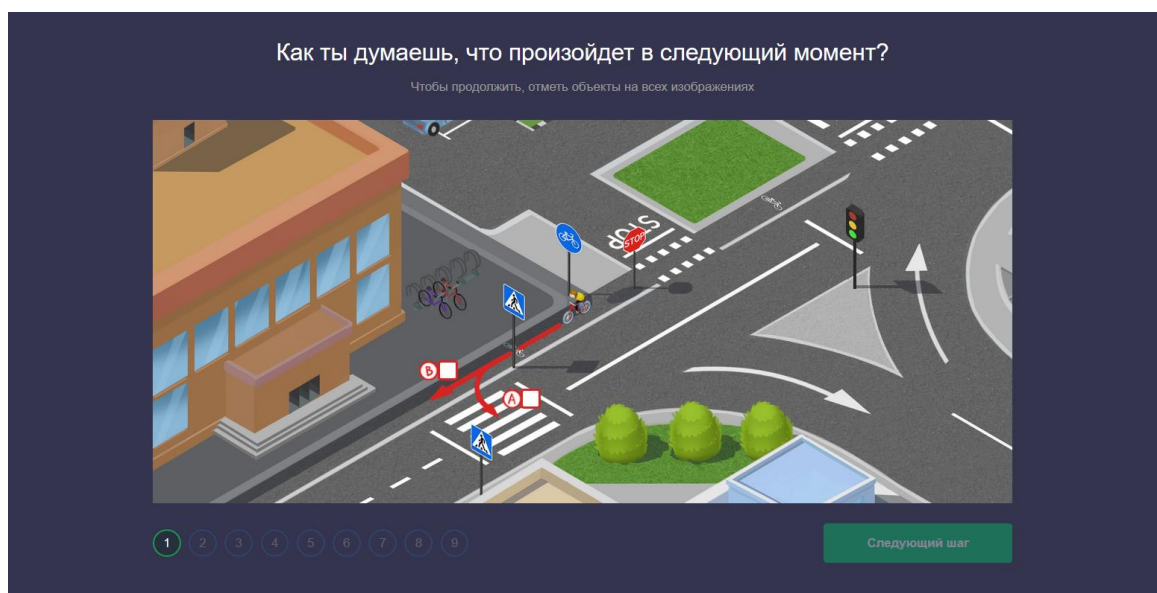 Как ты думаешь, что произойдет в следующий момент?
Чтобы продолжить, отметь объекты на всех изображениях
STOP
STOP
B
A
1 2 3 4 5 6 7 8 9
Следующий шаг